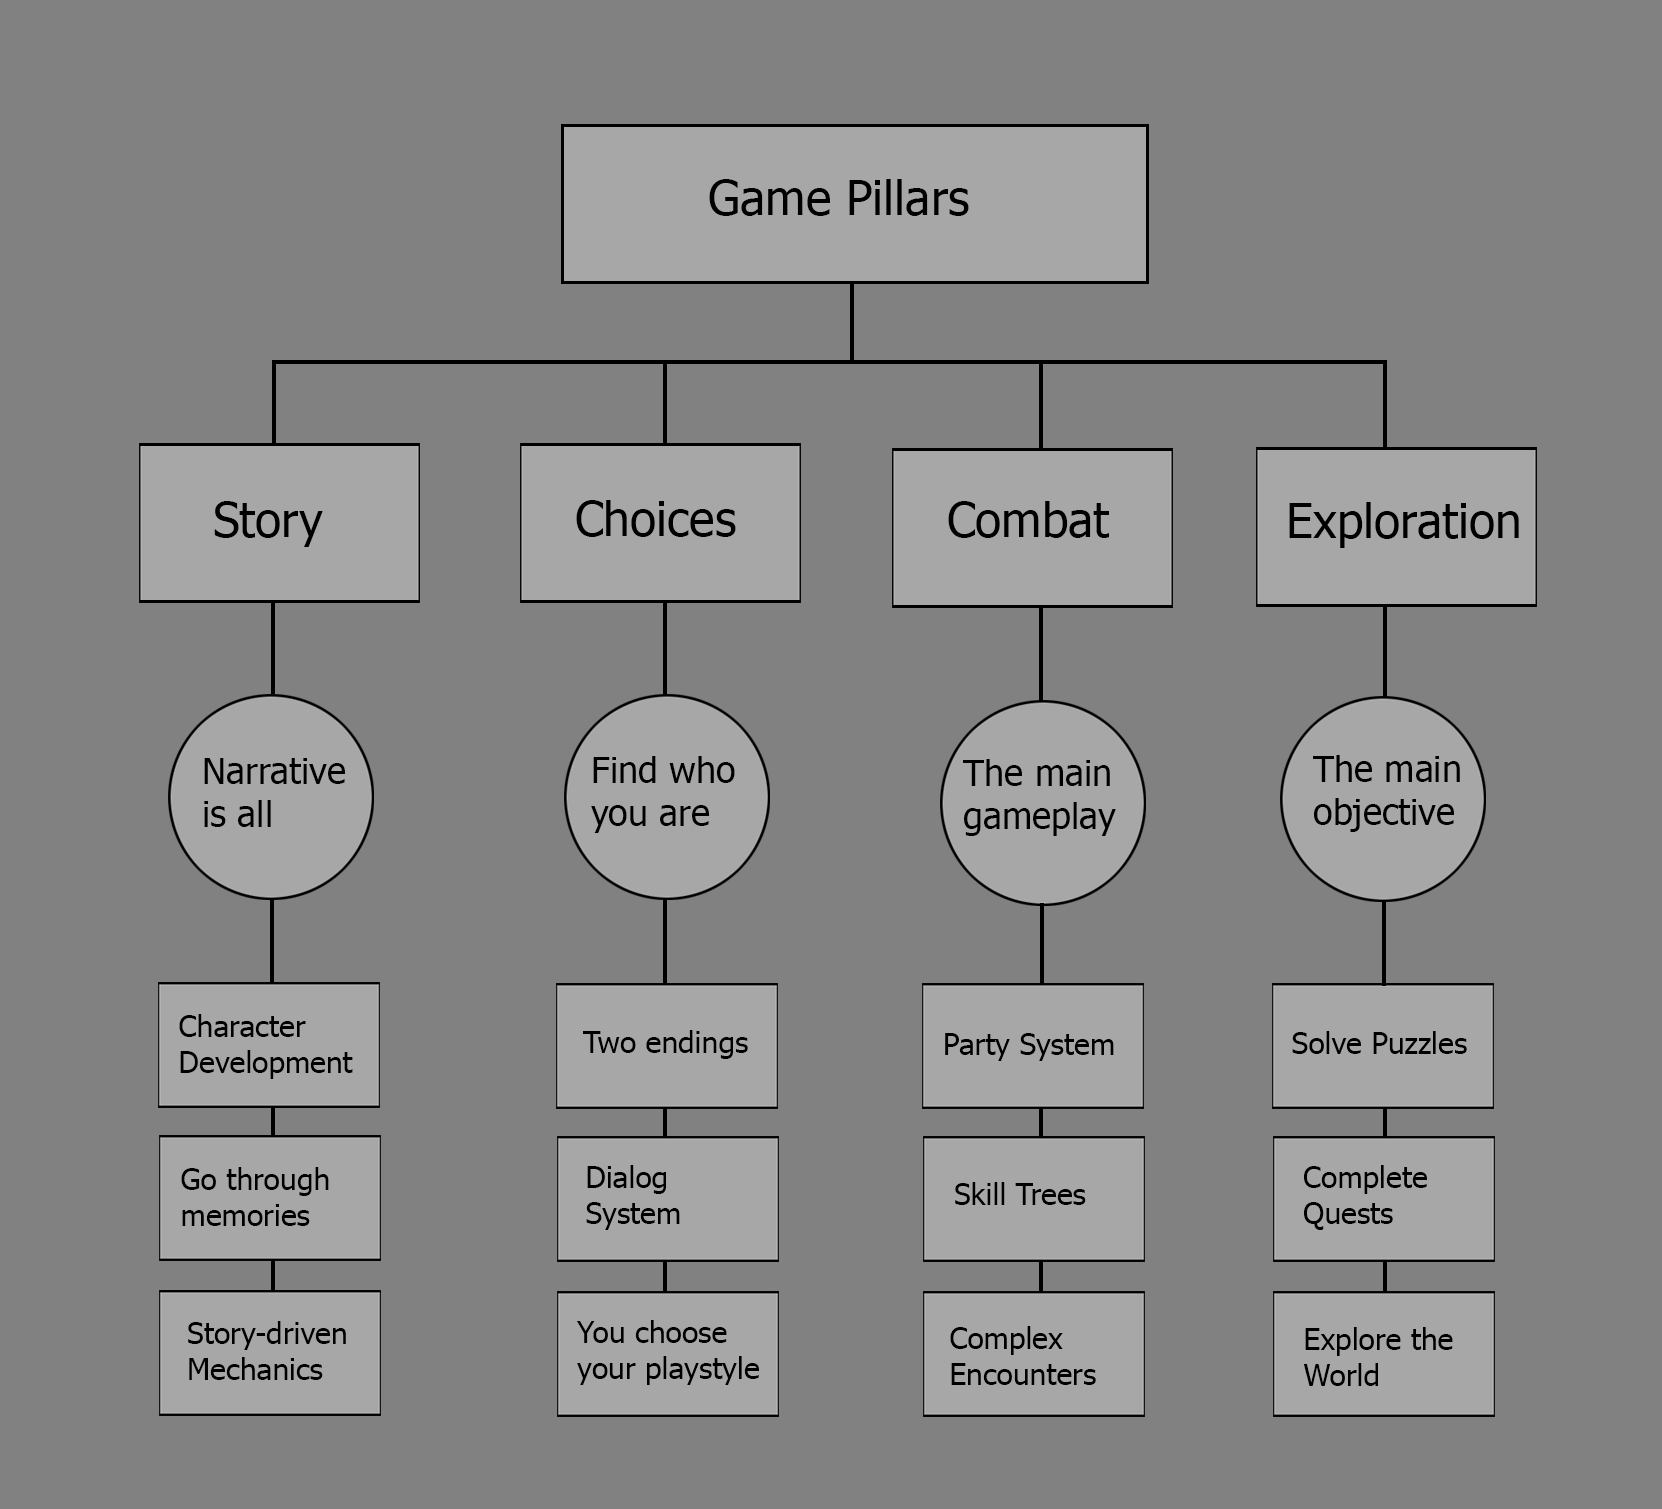 Game Pillars
Story
Choices
Combat
Exploration
Narrative
is all
Find who
you are
The main
gameplay
The main
objective
Character
Development
Two endings
Party System
Solve Puzzles
Go through
memories
Dialog
System
Skill Trees
Complete
Quests
Story-driven
Mechanics
You choose
your playstyle
Complex
Encounters
Explore the
World